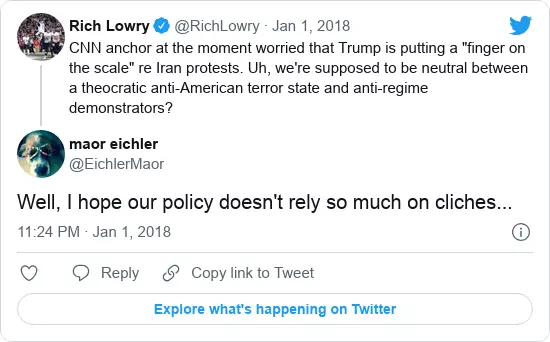 Rich Lowry @RichLowry · Jan 1, 2018
CNN anchor at the moment worried that Trump is putting a "finger on
the scale" re Iran protests. Uh, we're supposed to be neutral between
a theocratic anti-American terror state and anti-regime
demonstrators?
maor eichler
@EichlerMaor
Well, I hope our policy doesn't rely so much on cliches...
11:24 PM · Jan 1, 2018
Reply Copy link to Tweet
Explore what's happening on Twitter